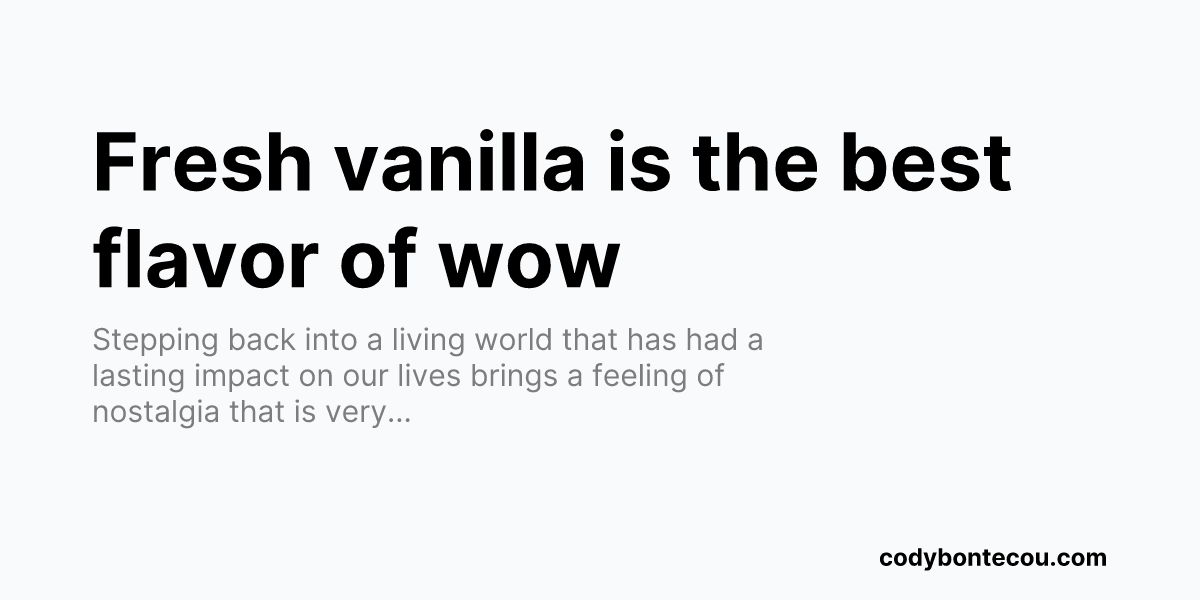 Fresh vanilla is the best
flavor of wow
Stepping back into a living world that has had a
lasting impact on our lives brings a feeling of
nostalgia that is very...
codybontecou.com